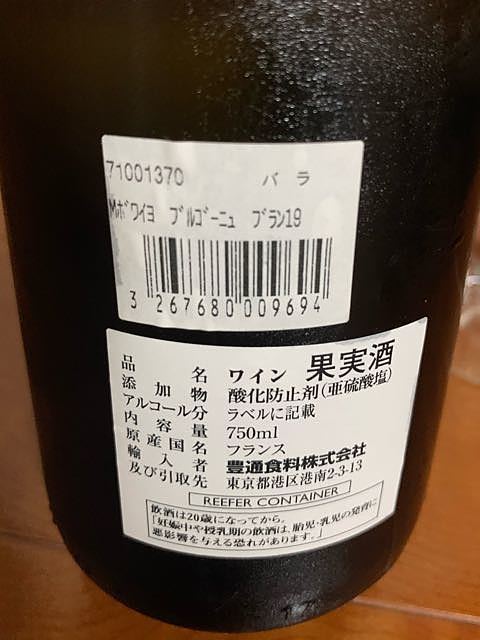 71001370 バラ
Mﾎﾞﾜｲﾖ ﾌﾞﾙｺﾞｰﾆｭ ﾌﾞﾗﾝ19
3 267680 009694
品名 ワイン 果実酒
添加物 酸化防止剤(亜硫酸塩)
アルコール分 ラベルに記載
内容量 750ml
原産国名 フランス
輸入者 豊通食料株式会社
及び引取先 東京都港区港南2-3-13
REEFER CONTAINER
飲酒は20歳になってから。
「妊娠中や授乳期の飲酒は、胎児・乳児の発育に
悪影響を与える恐れがあります。」